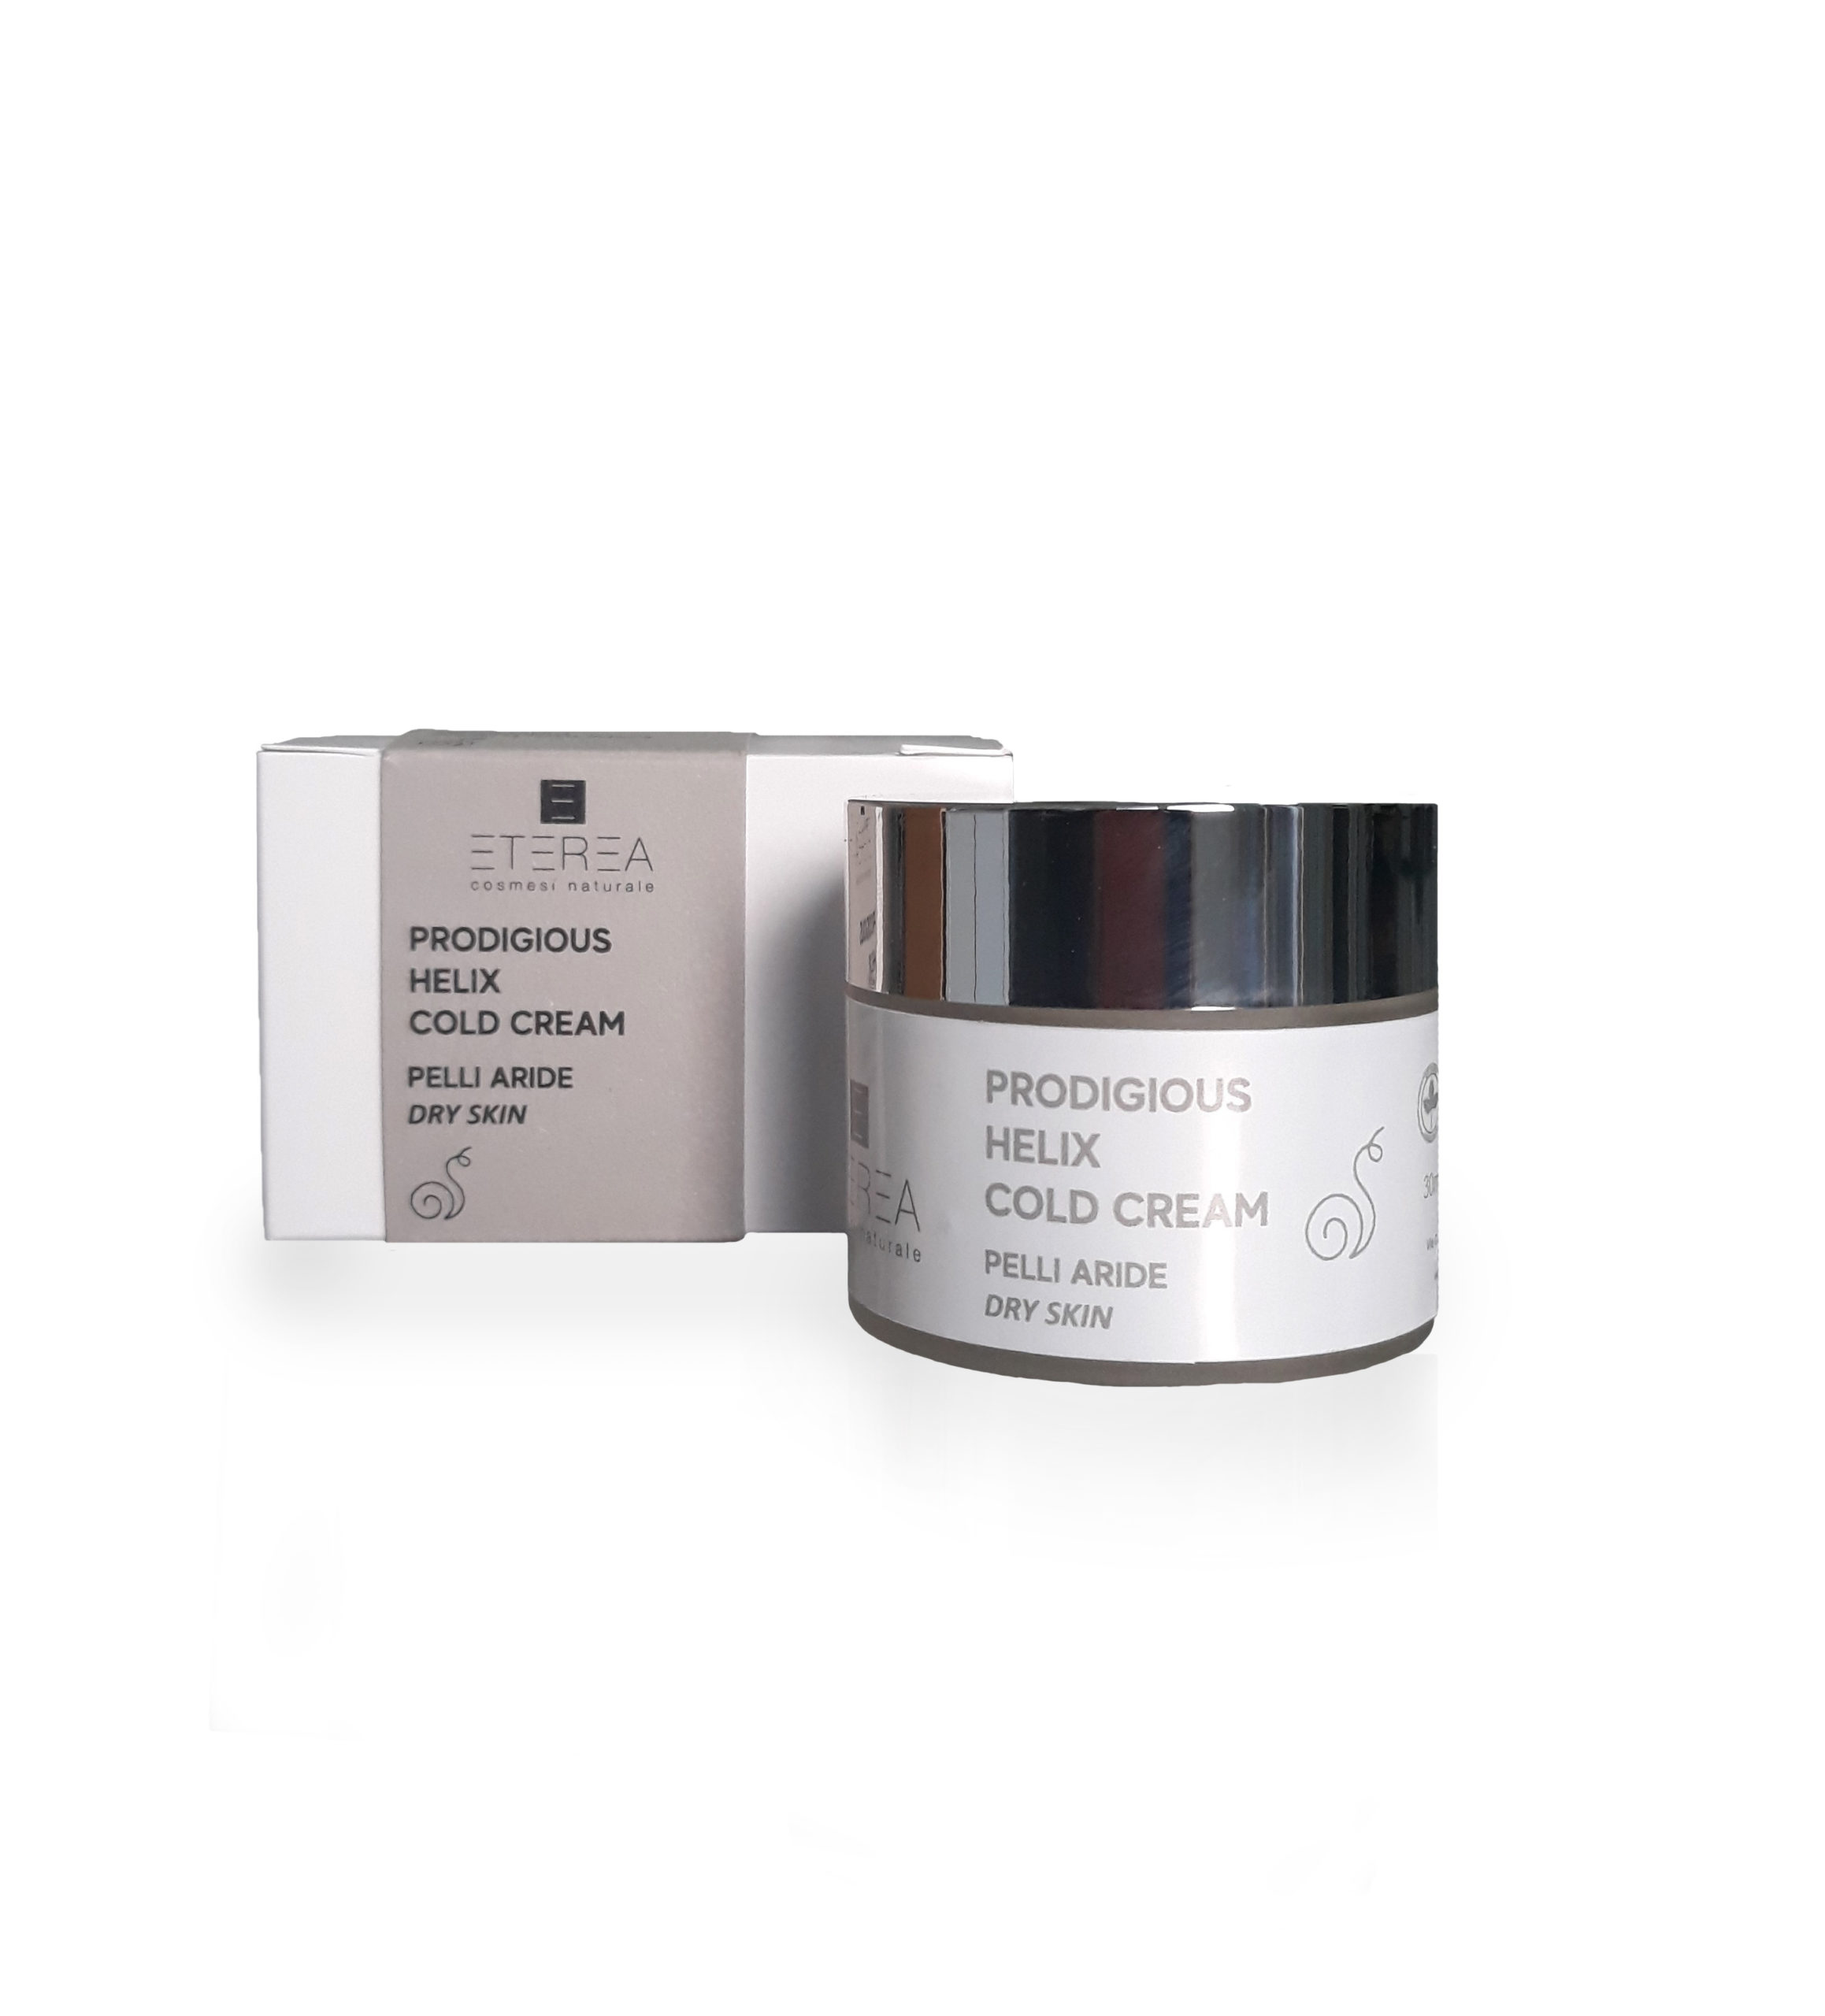 ETEREA
cosmesi naturale
PRODIGIOUS
HELIX
COLD CREAM
PELLI ARIDE
DRY SKIN
PRODIGIOUS
HELIX
COLD CREAM
PELLI ARIDE
DRY SKIN